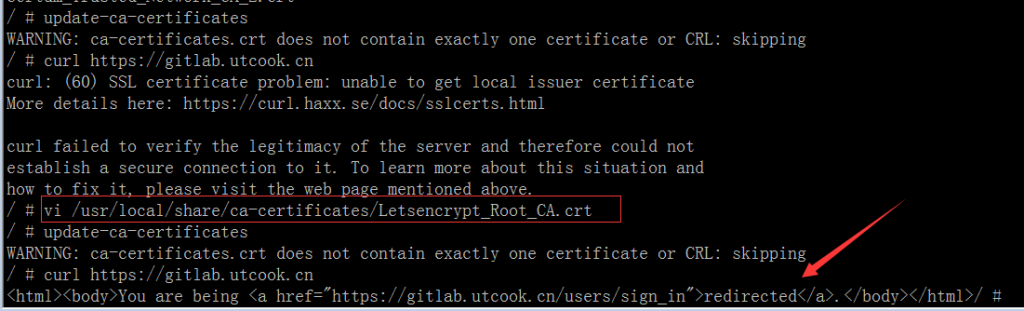 / # update-ca-certificates
WARNING: ca-certificates.crt does not contain exactly one certificate or CRL: skipping
/ # curl https://gitlab.utcook.cn
curl: (60) SSL certificate problem: unable to get local issuer certificate
More details here: https://curl.haxx.se/docs/sslcerts.html
curl failed to verify the legitimacy of the server and therefore could not
establish a secure connection to it. To learn more about this situation and
how to fix it, please visit the web page mentioned above.
/ # vi /usr/local/share/ca-certificates/Letsencrypt_Root_CA.crt
/ # update-ca-certificates
WARNING: ca-certificates.crt does not contain exactly one certificate or CRL: skipping
/ # curl https://gitlab.utcook.cn
<html><body>You are being <a href="https://gitlab.utcook.cn/users/sign_in">redirected</a>.</body></html>/ #